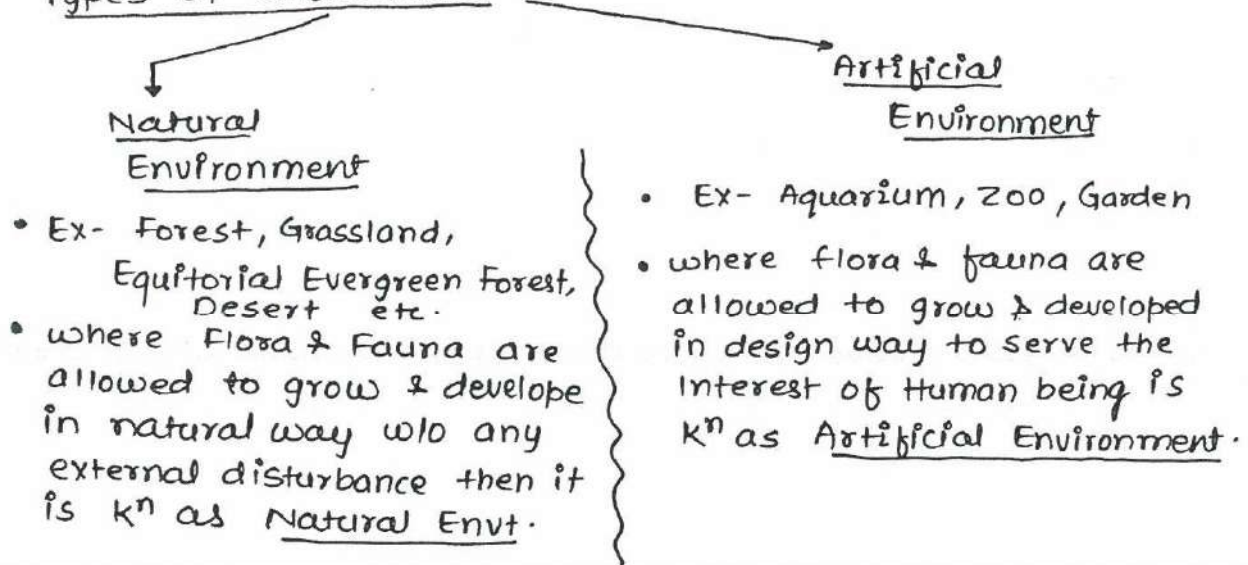 Types
Natural
Environment
• Ex- Forest, Grassland,
Equitorial Evergreen Forest,
Desert etc.
• where Flora & Fauna are
allowed to grow & develope
in natural way w/o any
external disturbance then it
is kⁿ as Natural Envt.
Artificial
Environment
• Ex- Aquarium, Zoo, Garden
• where flora & fauna are
allowed to grow & developed
in design way to serve the
Interest of Human being is
kⁿ as Artificial Environment.